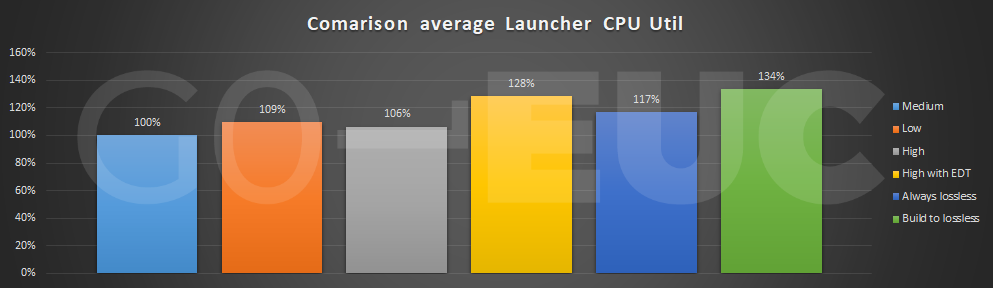 Comarison average Launcher CPU Util
160%
140%
120%
100%
80%
60%
40%
20%
0%
100%
109%
106%
128%
117%
134%
Medium
Low
High
High with EDT
Always lossless
Build to lossless
GO-EUC